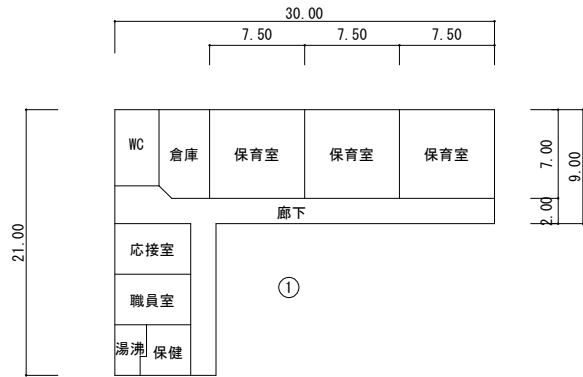 30.00
7.50 7.50 7.50
WC
倉庫
保育室 保育室 保育室
7.00
9.00
廊下
2.00
21.00
応接室
①
職員室
湯沸
保健